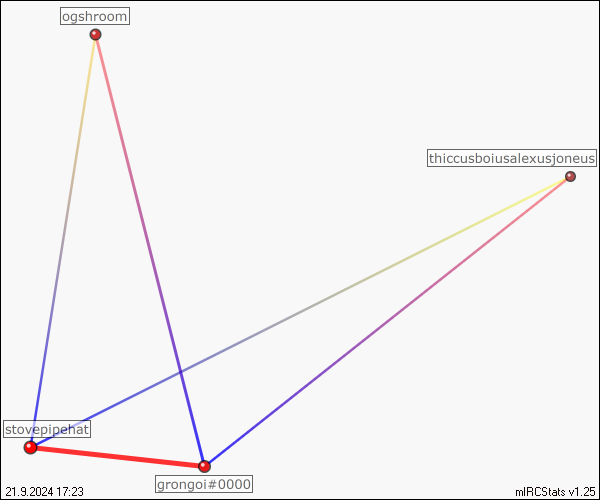 ogshroom
thiccusboiusalexusjoneus
stovepipehat
grongoi#0000
21.9.2024 17:23
mIRCStats v1.25